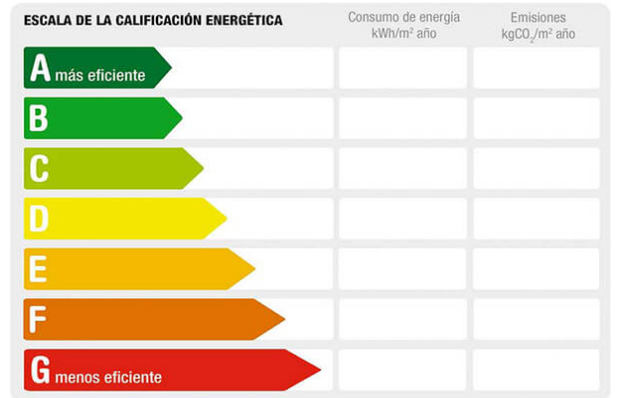 ESCALA DE LA CALIFICACIÓN ENERGÉTICA
Consumo de energía
kWh/m² año
Emisiones
kgCO₂/m² año
A más eficiente
B
C
D
E
F
G menos eficiente